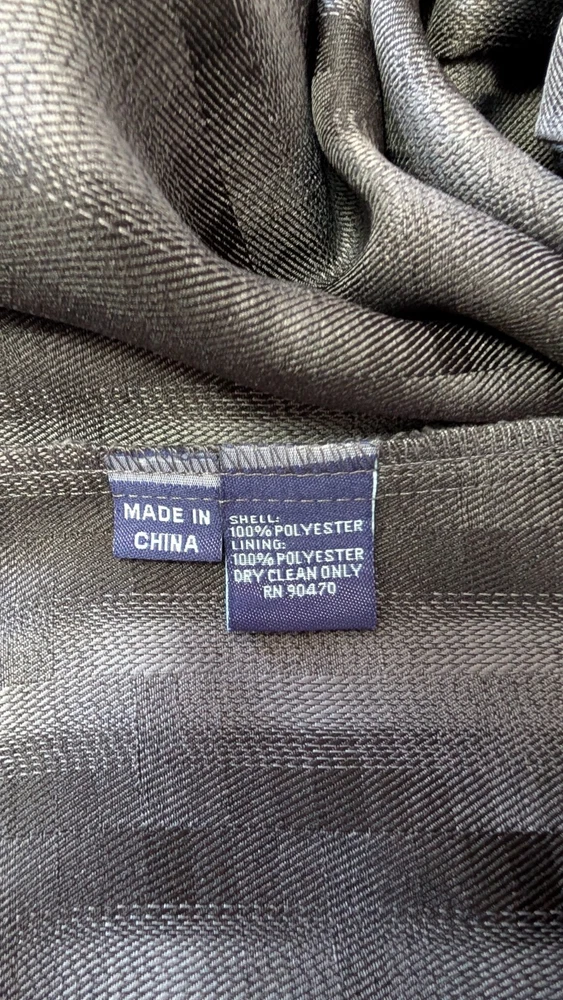 MADE IN
CHINA
SHELL:
100% POLYESTER
LINING:
100% POLYESTER
DRY CLEAN ONLY
RN 90470